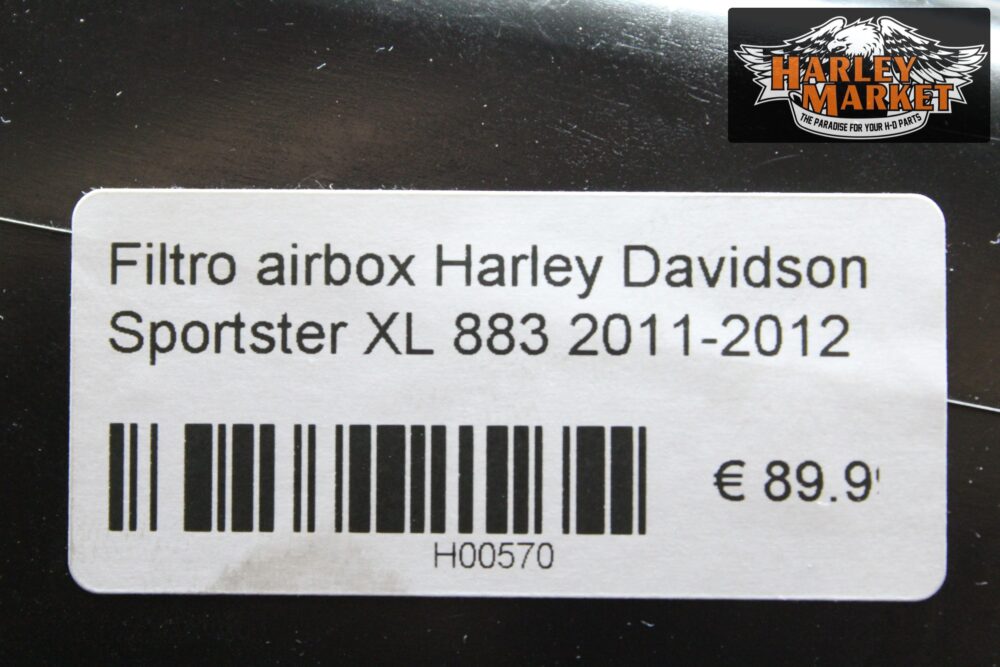 HARLEY
MARKET
THE PARADISE FOR YOUR H-D PARTS
Filtro airbox Harley Davidson
Sportster XL 883 2011-2012
€ 89.9
H00570